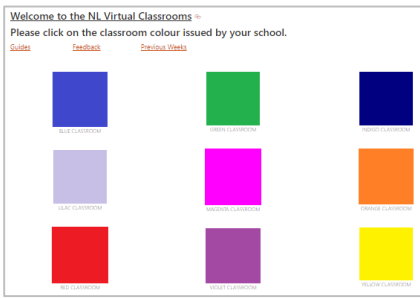 Welcome to the NL Virtual Classrooms
Please click on the classroom colour issued by your school.
Guides Feedback Previous Weeks
BLUE CLASSROOM GREEN CLASSROOM INDIGO CLASSROOM
LILAC CLASSROOM MAGENTA CLASSROOM ORANGE CLASSROOM
RED CLASSROOM VIOLET CLASSROOM YELLOW CLASSROOM